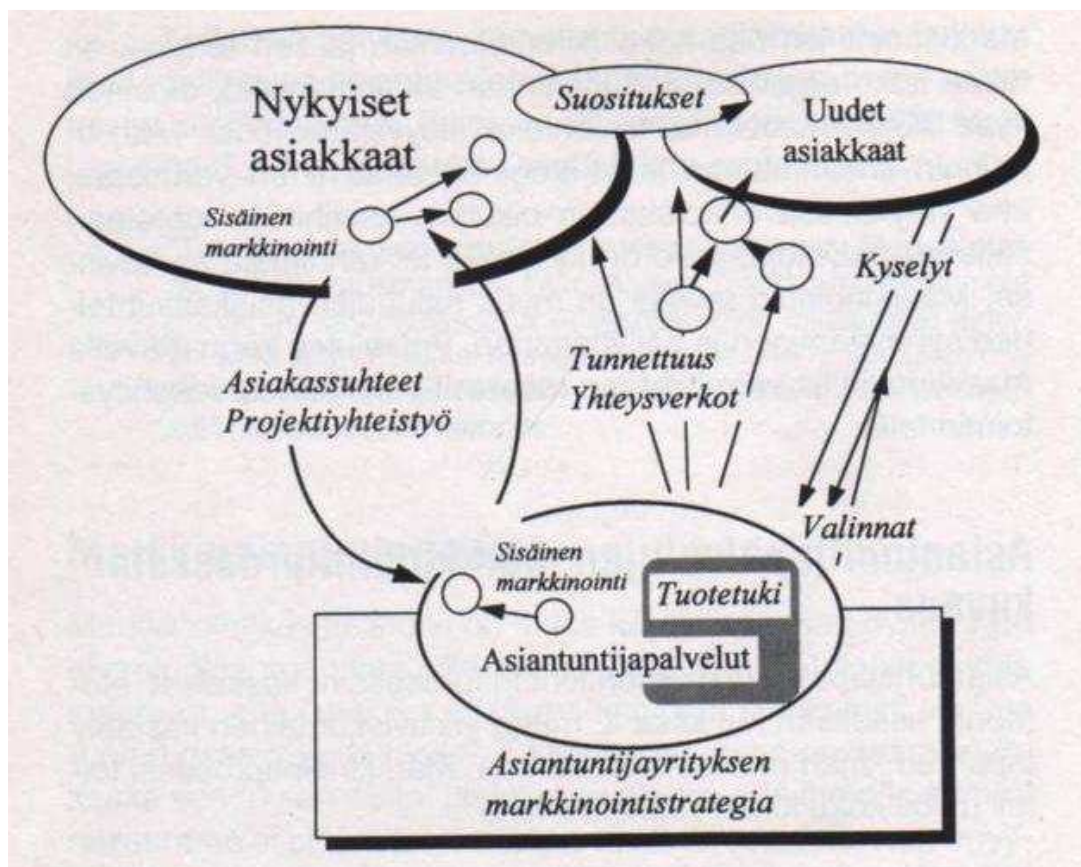 Nykyiset
asiakkaat
Suositukset
Uudet
asiakkaat
Sisäinen
markkinointi
Kyselyt
Asiakassuhteet
Projektiyhteistyö
Tunnettuus
Yhteysverkot
Valinnat
Sisäinen
markkinointi
Tuotetuki
Asiantuntijapalvelut
Asiantuntijayrityksen
markkinointistrategia